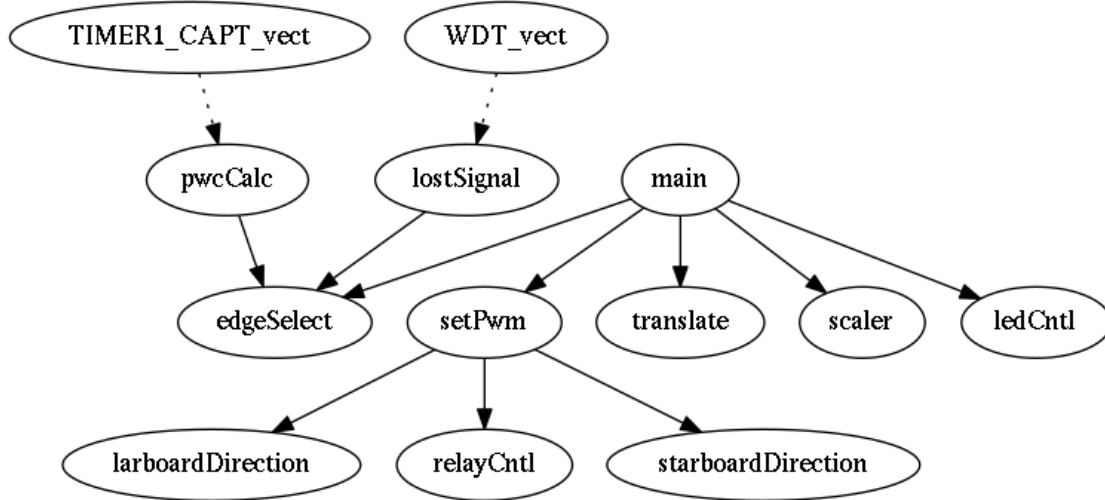 TIMER1_CAPT_vect
WDT_vect
pwcCalc
lostSignal
main
edgeSelect
setPwm
translate
scaler
ledCntl
larboardDirection
relayCntl
starboardDirection